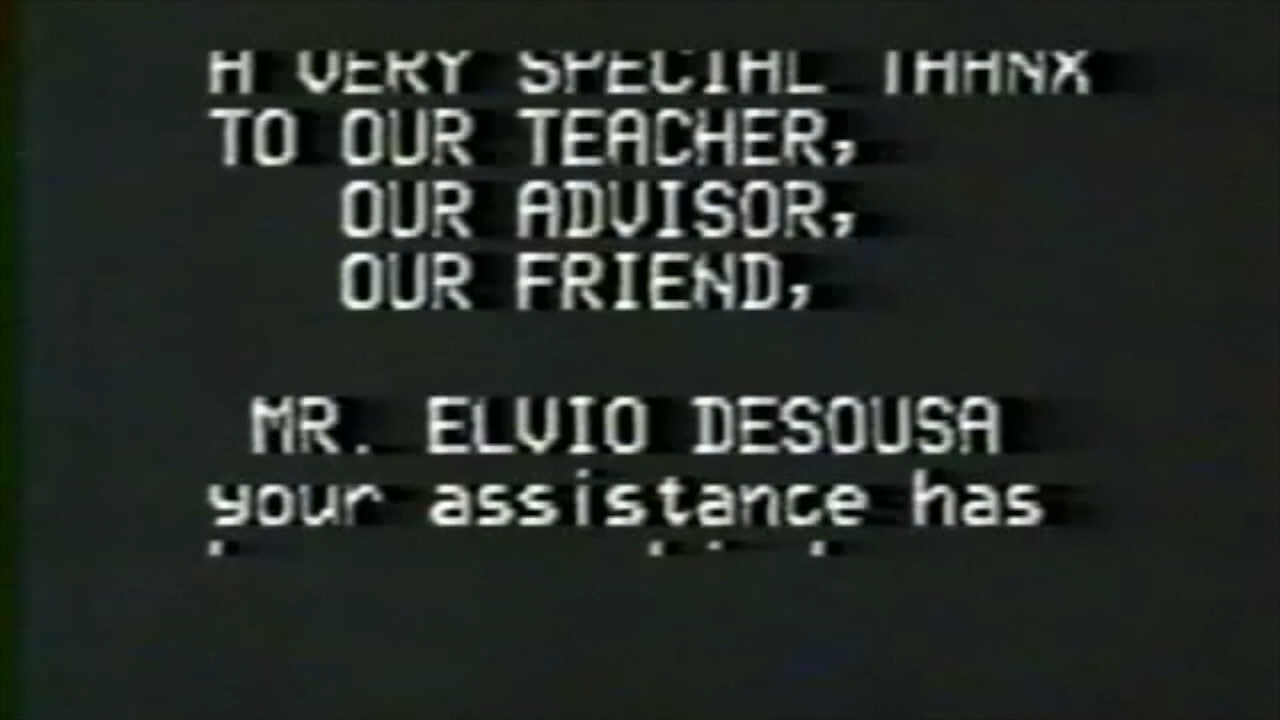 A VERY SPECIAL THANX
TO OUR TEACHER,
OUR ADVISOR,
OUR FRIEND,
MR. ELVIO DESOUSA
your assistance has